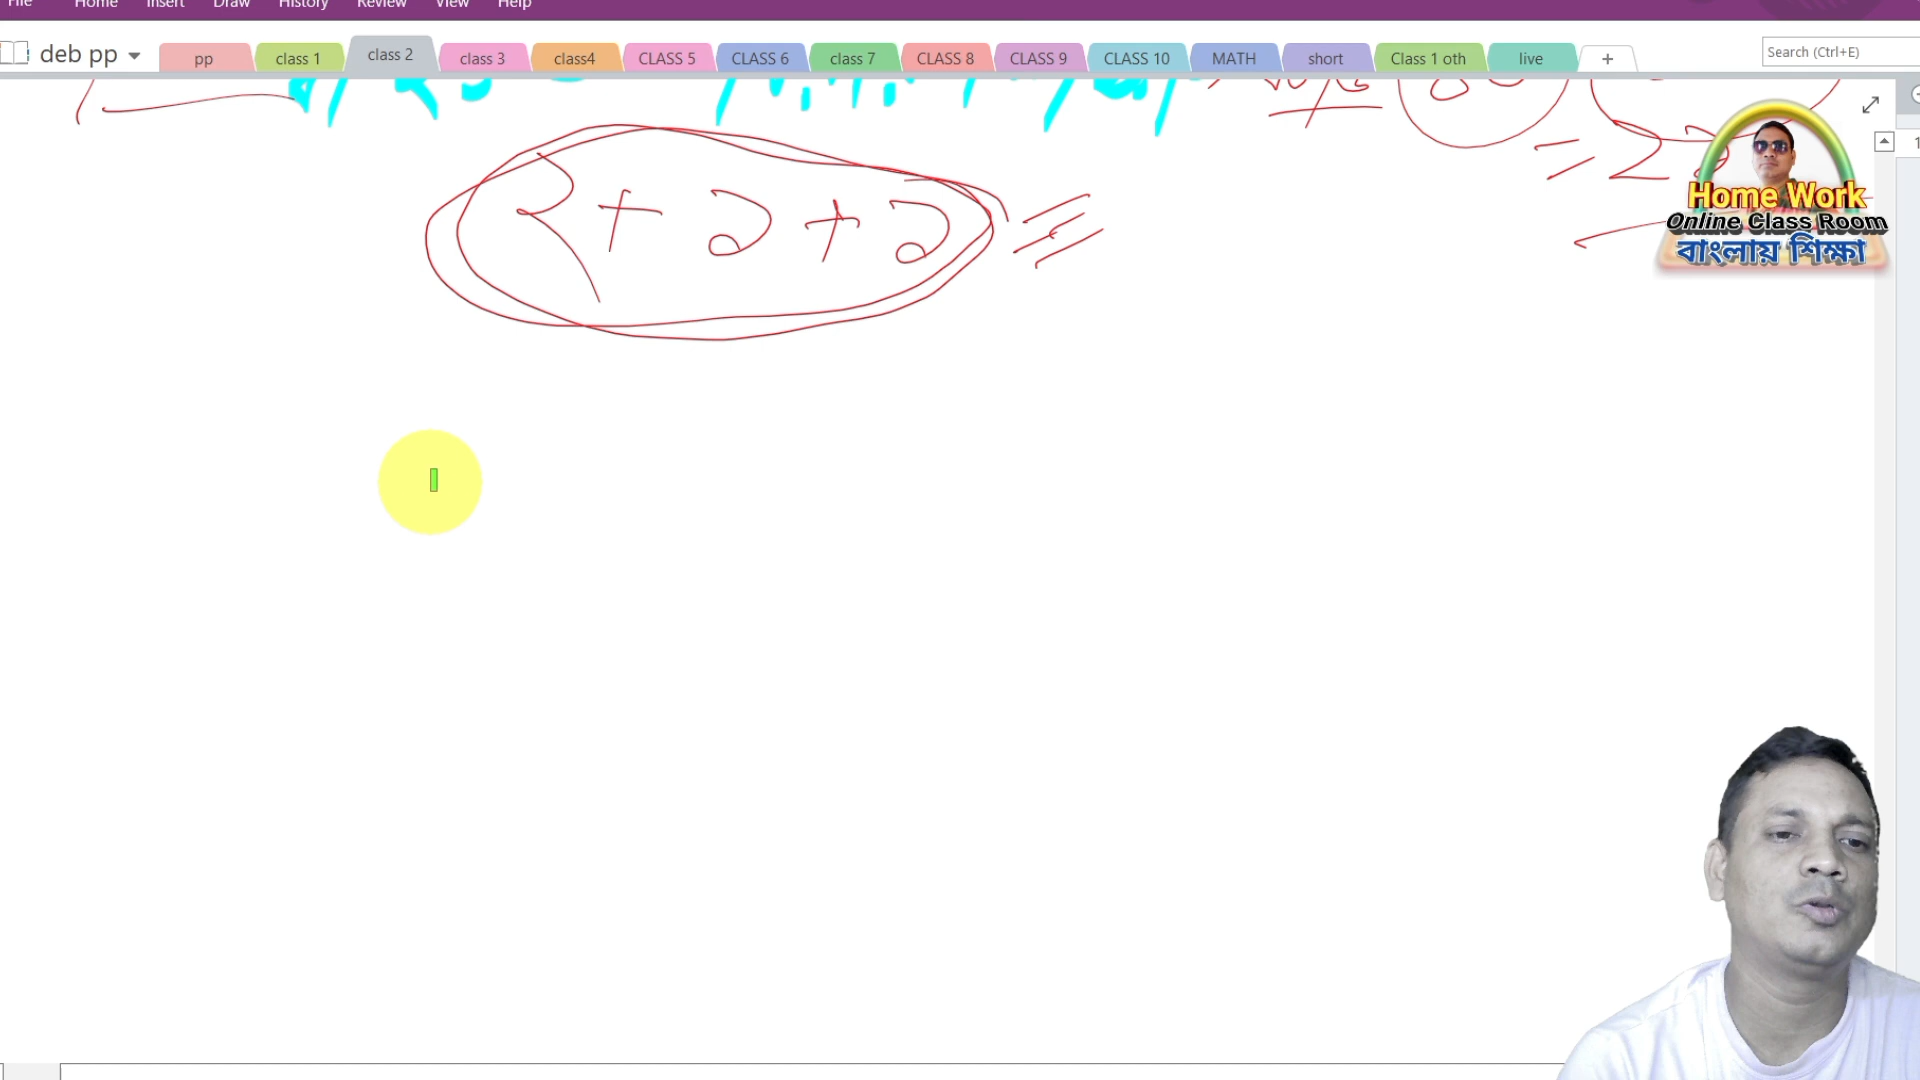 File Home Insert Draw History Review View Help
deb pp pp class 1 class 2 class 3 class4 CLASS 5 CLASS 6 class 7 CLASS 8 CLASS 9 CLASS 10 MATH short Class 1 oth live + Search (Ctrl+E)
২+১+১
Home Work
Online Class Room
বাংলায় শিক্ষা